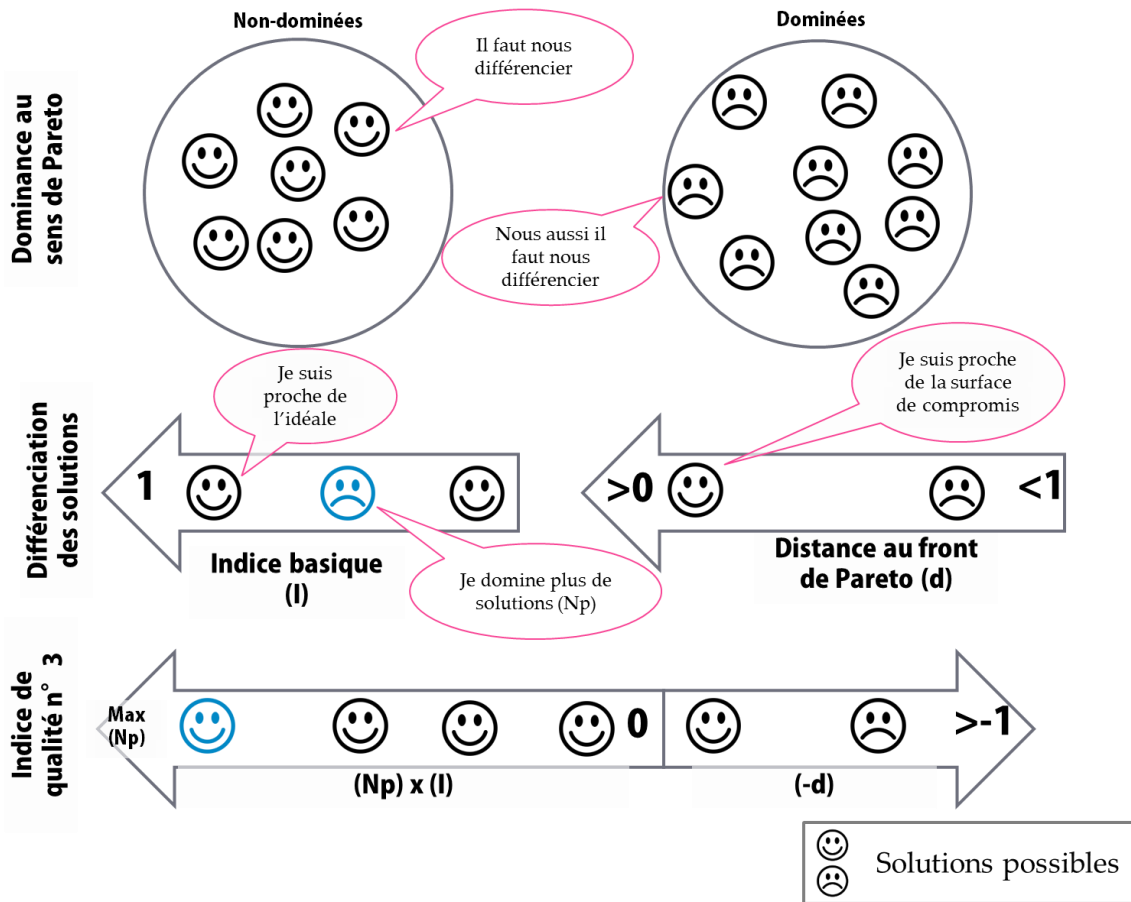 Non-dominées
Dominées
Dominance au
sens de Pareto
Il faut nous
différencier
Nous aussi il
faut nous
différencier
Différenciation
des solutions
Je suis
proche de
l'idéale
Je suis proche
de la surface
de compromis
1
>0
<1
Indice basique
(I)
Je domine plus de
solutions (Np)
Distance au front
de Pareto (d)
Indice de
qualité n° 3
Max
(Np)
0
>-1
(Np) x (I)
(-d)
Solutions possibles